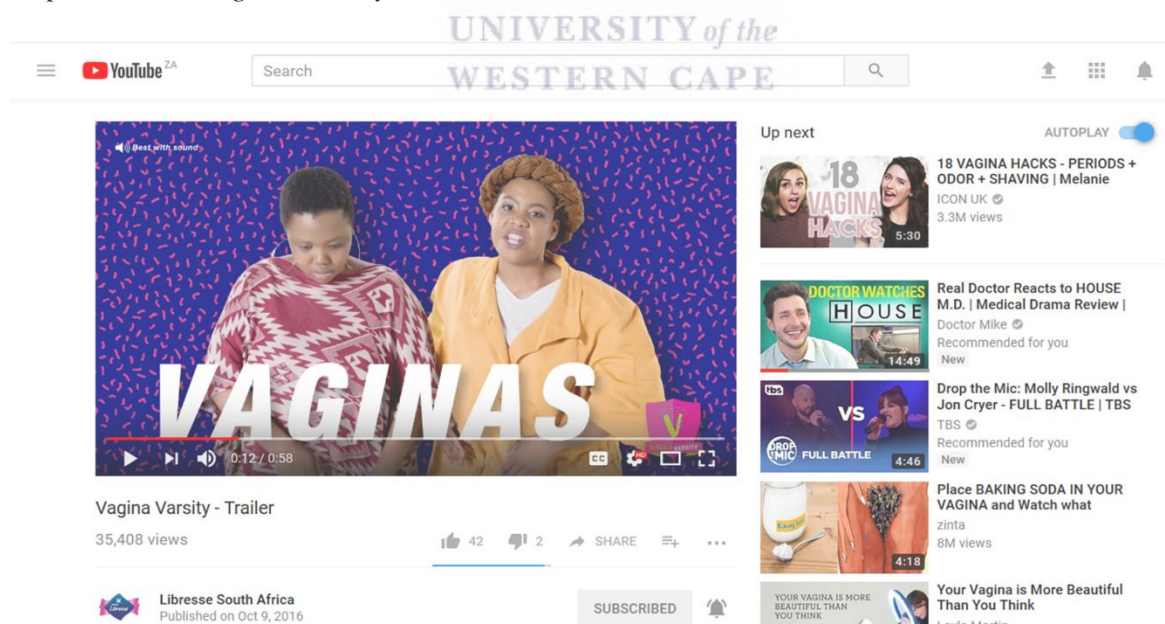 UNIVERSITY of the
WESTERN CAPE
YouTube ZA
Search
Best with sound
VAGINAS
0:12 / 0:58
CC
HD
Vagina Varsity - Trailer
35,408 views
42
2
SHARE
Libresse South Africa
Published on Oct 9, 2016
SUBSCRIBED
Up next
AUTOPLAY
18
VAGINA
HACKS
5:30
18 VAGINA HACKS - PERIODS +
ODOR + SHAVING | Melanie
ICON UK
3.3M views
DOCTOR WATCHES
HOUSE
14:49
Real Doctor Reacts to HOUSE
M.D. | Medical Drama Review |
Doctor Mike
Recommended for you
New
tbs
VS
DROP
THE MIC
FULL BATTLE
4:46
Drop the Mic: Molly Ringwald vs
Jon Cryer - FULL BATTLE | TBS
TBS
Recommended for you
New
4:18
Place BAKING SODA IN YOUR
VAGINA and Watch what
zinta
8M views
YOUR VAGINA IS MORE
BEAUTIFUL THAN
YOU THINK
Your Vagina is More Beautiful
Than You Think